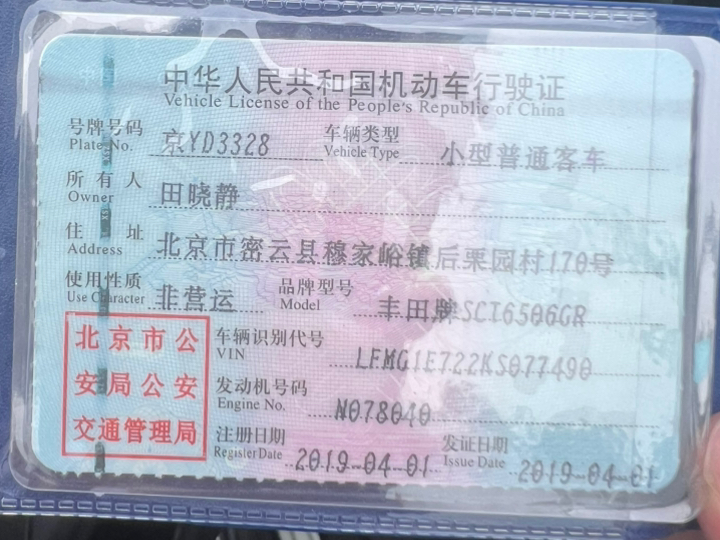 中华人民共和国机动车行驶证
Vehicle License of the People's Republic of China
号牌号码 京YD3328 车辆类型 小型普通客车
Plate No. Vehicle Type
所有人 田晓静
Owner
住址 北京市密云县穆家峪镇后栗园村170号
Address
使用性质 非营运 品牌型号 丰田牌SCT6506GR
Use Character Model
北京市公安局公安交通管理局
车辆识别代号 LFMG1E722KS077490
VIN
发动机号码 N078040
Engine No.
注册日期 2019-04-01 发证日期 2019-04-01
Register Date Issue Date